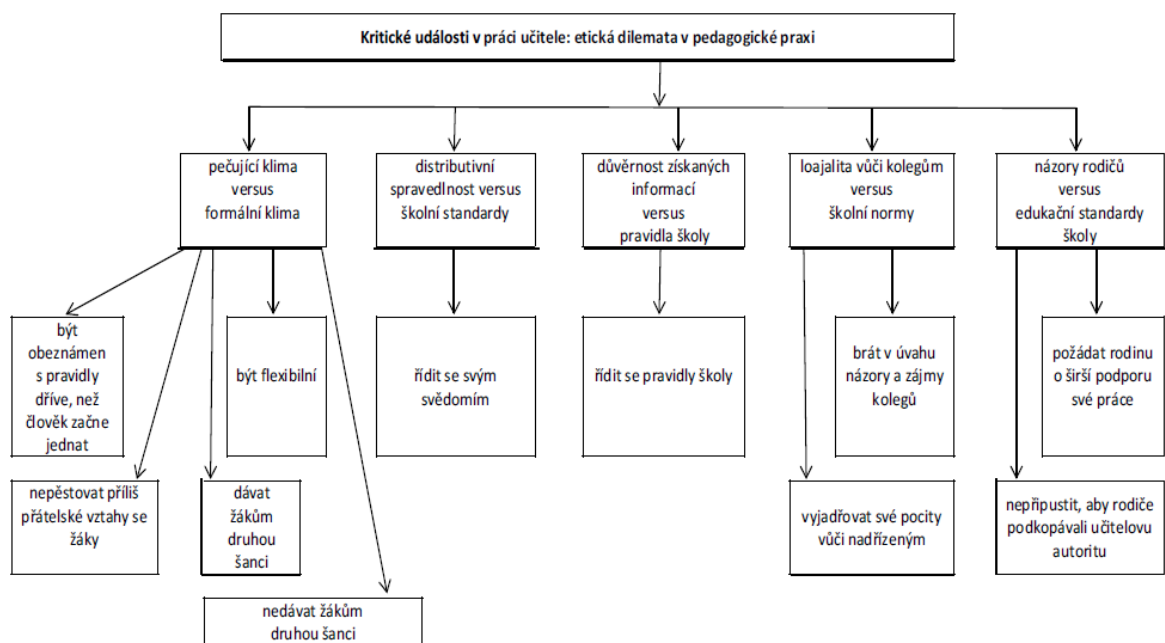 Kritické události v práci učitele: etická dilemata v pedagogické praxi
pečující klima
versus
formální klima
distributivní
spravedlnost versus
školní standardy
důvěrnost získaných
informací
versus
pravidla školy
loajalita vůči kolegům
versus
školní normy
názory rodičů
versus
edukační standardy
školy
být
obeznámen
s pravidly
dříve, než
člověk začne
jednat
být flexibilní
řídit se svým
svědomím
řídit se pravidly školy
brát v úvahu
názory a zájmy
kolegů
požádat rodinu
o širší podporu
své práce
nepěstovat příliš
přátelské vztahy se
žáky
dávat
žákům
druhou
šanci
vyjadřovat své pocity
vůči nadřízeným
nepřipustit, aby rodiče
podkopávali učitelovu
autoritu
nedávat žákům
druhou šanci